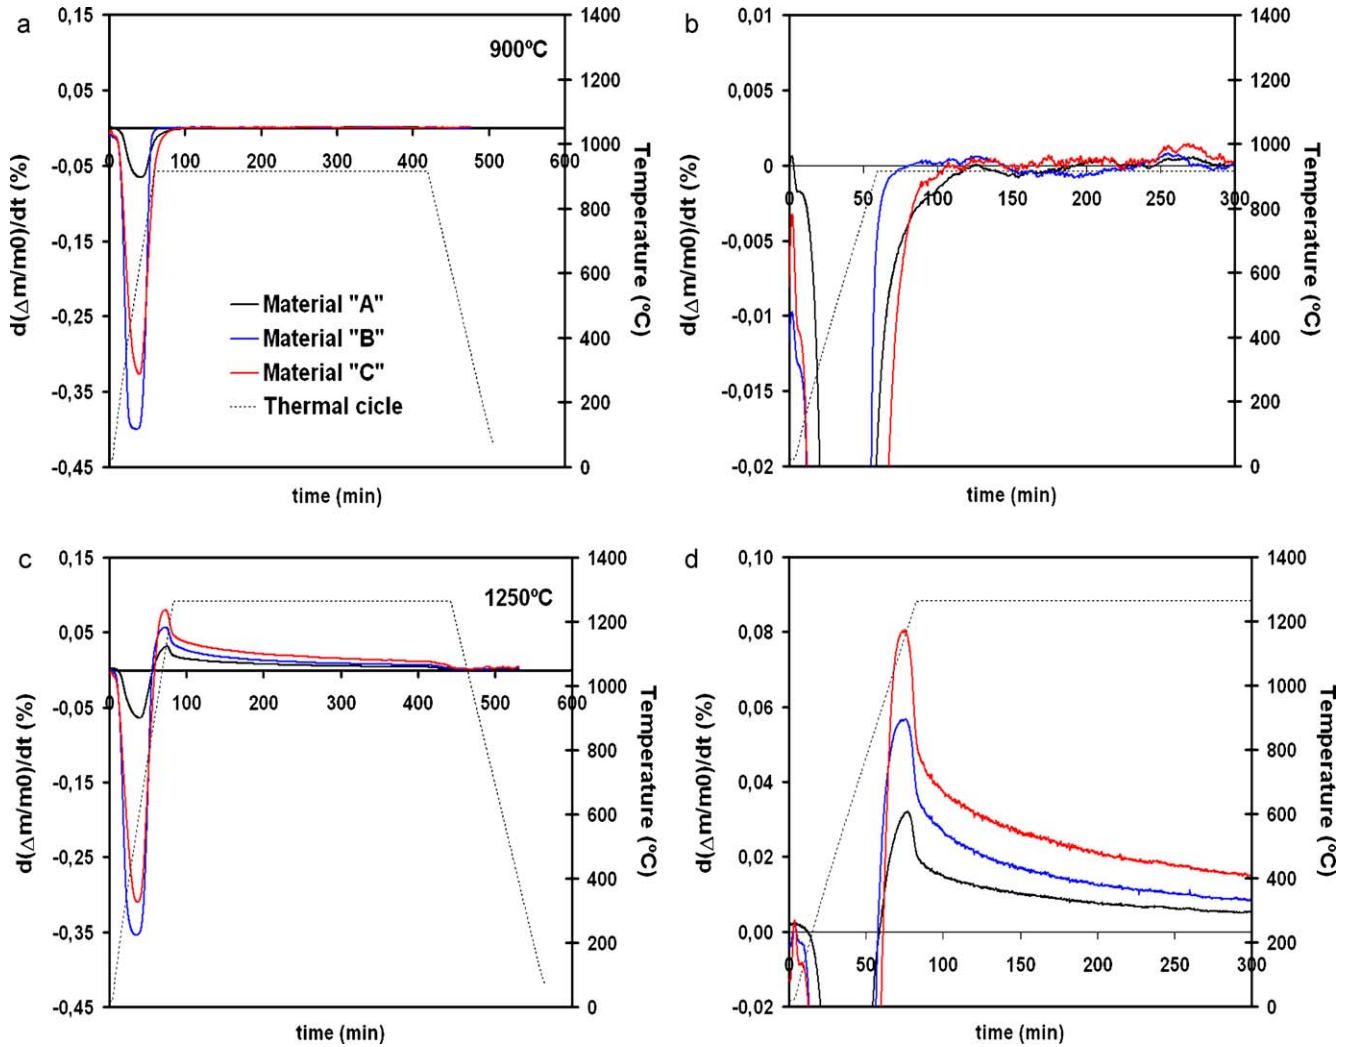 a
900ºC
0,15
0,05
-0,05
-0,15
-0,25
-0,35
-0,45
0 100 200 300 400 500 600
1400
1200
1000
800
600
400
200
0
d(Δm/m0)/dt (%)
Temperature (ºC)
Material "A"
Material "B"
Material "C"
Thermal cicle
time (min)
b
0,01
0,005
0
-0,005
-0,01
-0,015
-0,02
0 50 100 150 200 250 300
1400
1200
1000
800
600
400
200
0
d(Δm/m0)/dt (%)
Temperature (ºC)
time (min)
c
1250ºC
0,15
0,05
-0,05
-0,15
-0,25
-0,35
-0,45
0 100 200 300 400 500 600
1400
1200
1000
800
600
400
200
0
d(Δm/m0)/dt (%)
Temperature (ºC)
time (min)
d
0,10
0,08
0,06
0,04
0,02
0,00
-0,02
0 50 100 150 200 250 300
1400
1200
1000
800
600
400
200
0
d(Δm/m0)/dt (%)
Temperature (ºC)
time (min)